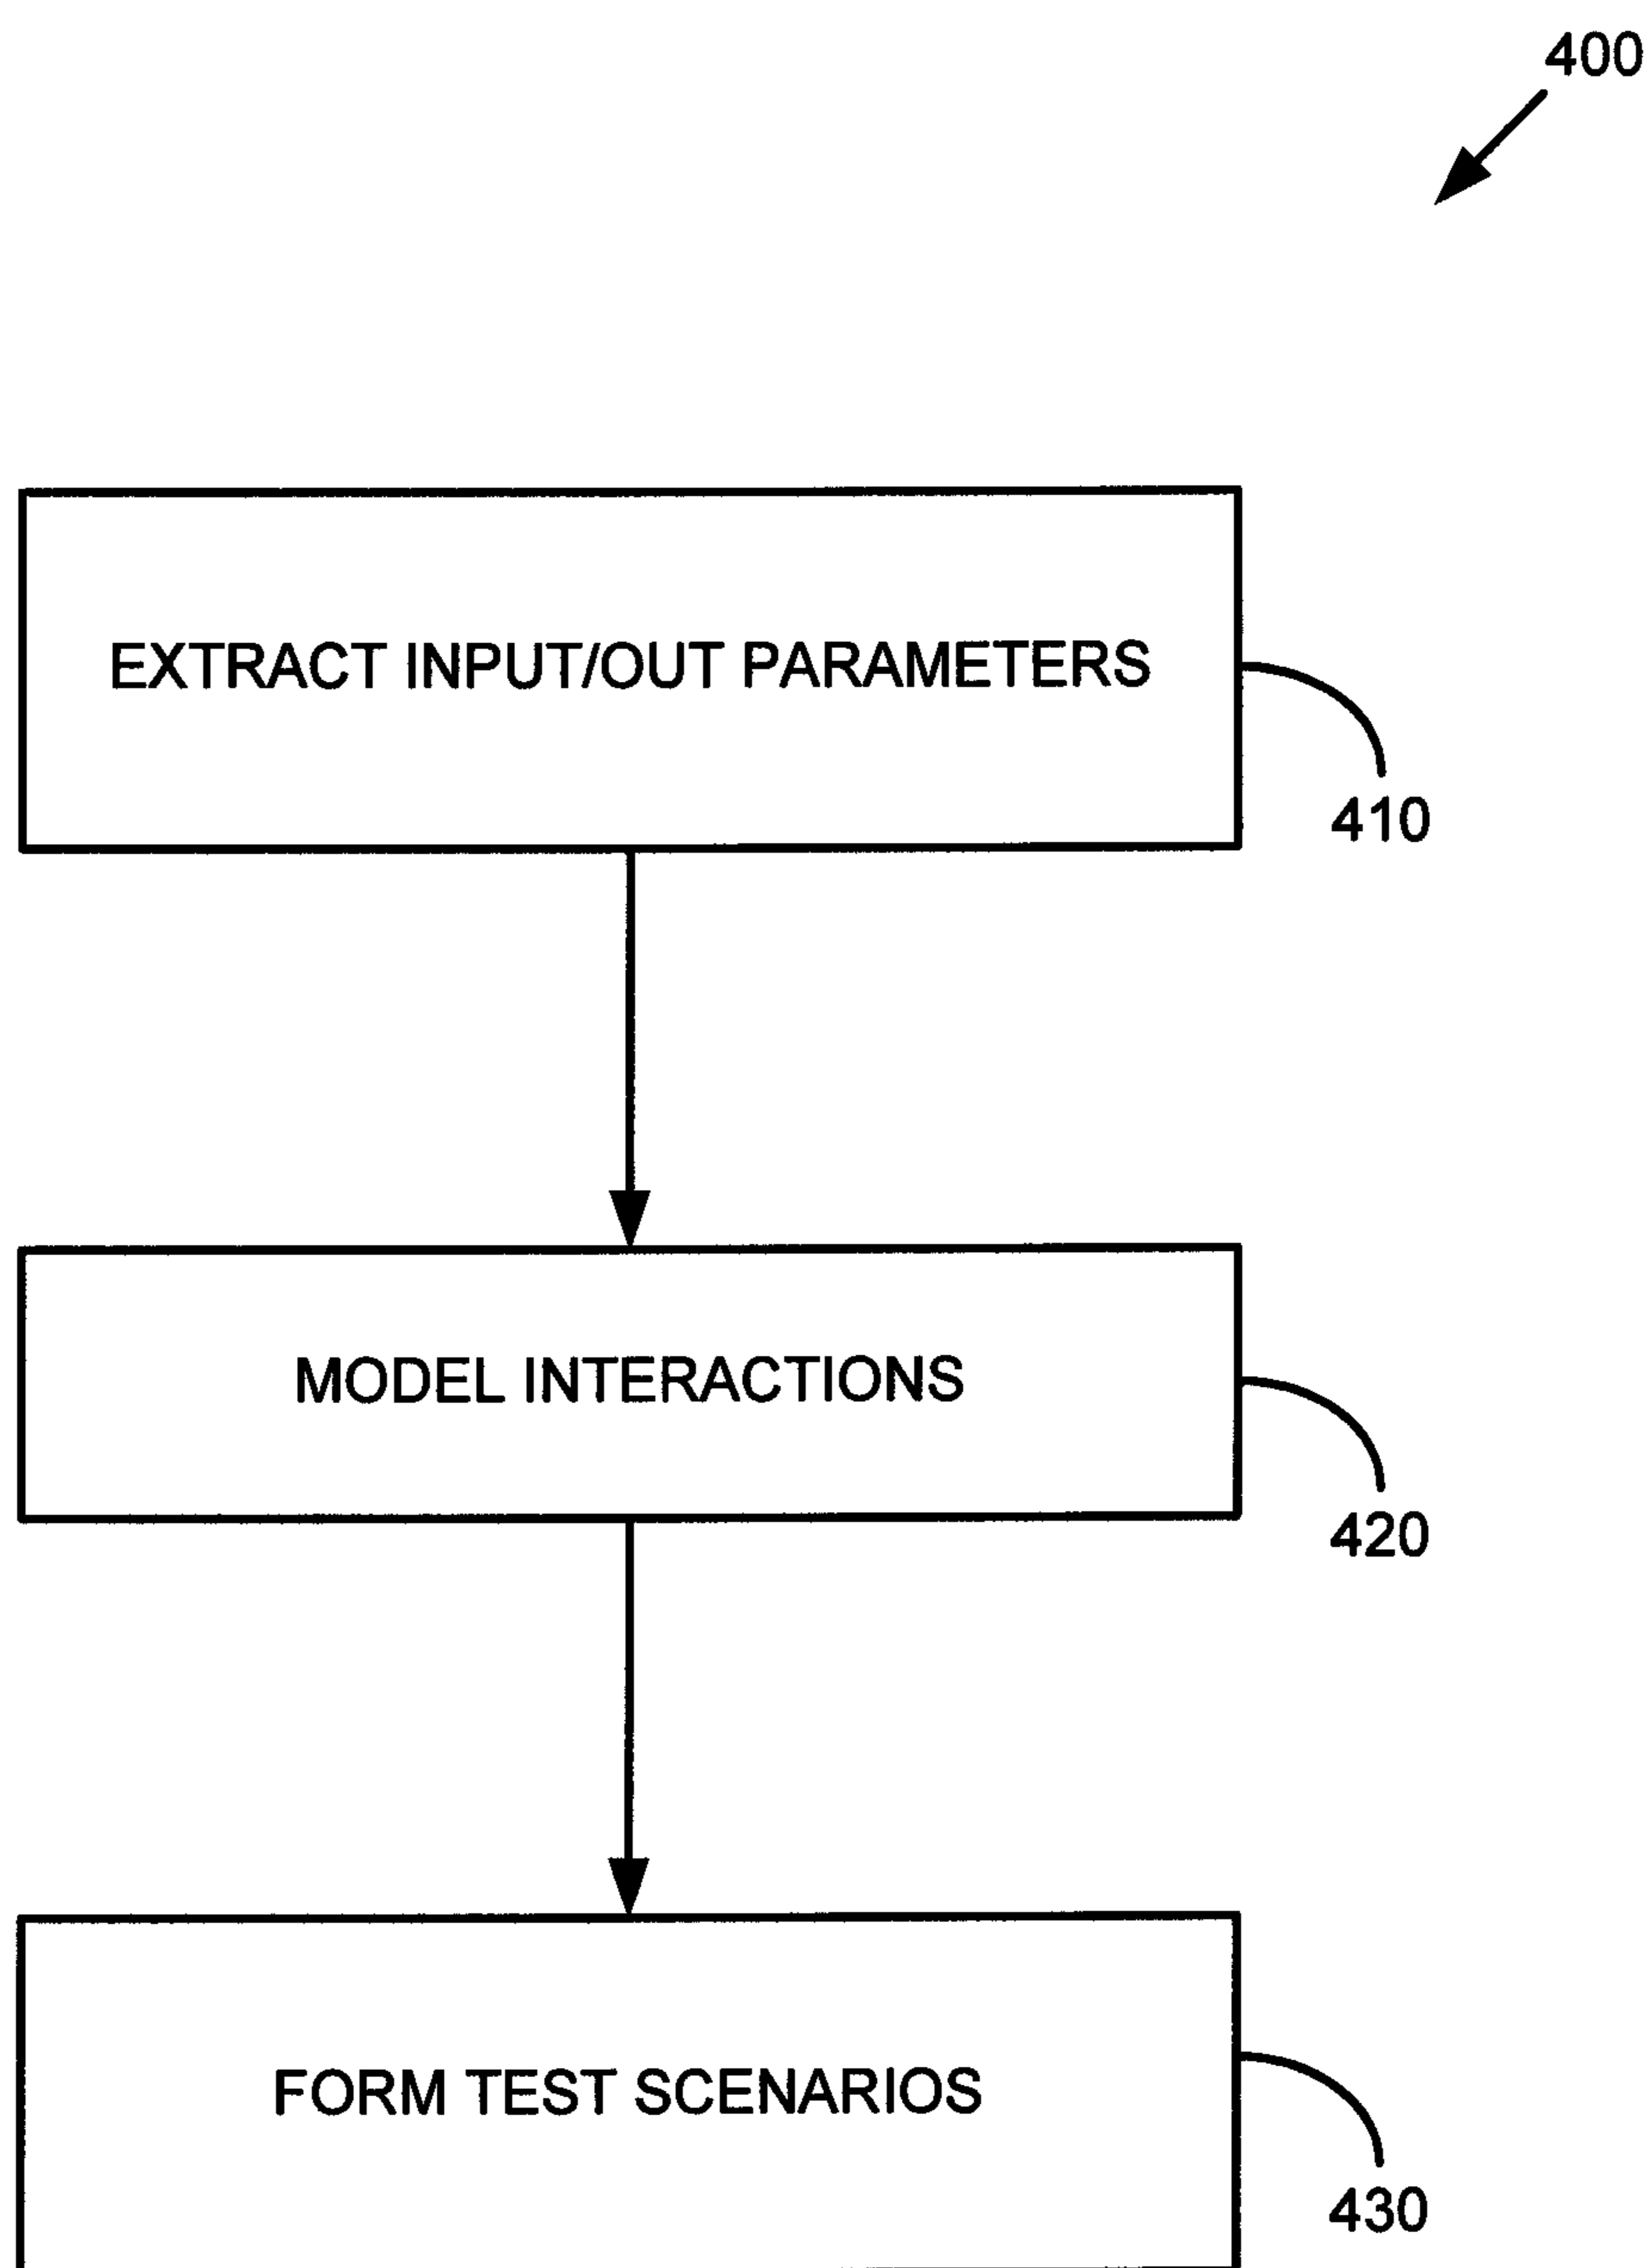 400
EXTRACT INPUT/OUT PARAMETERS
410
MODEL INTERACTIONS
420
FORM TEST SCENARIOS
430